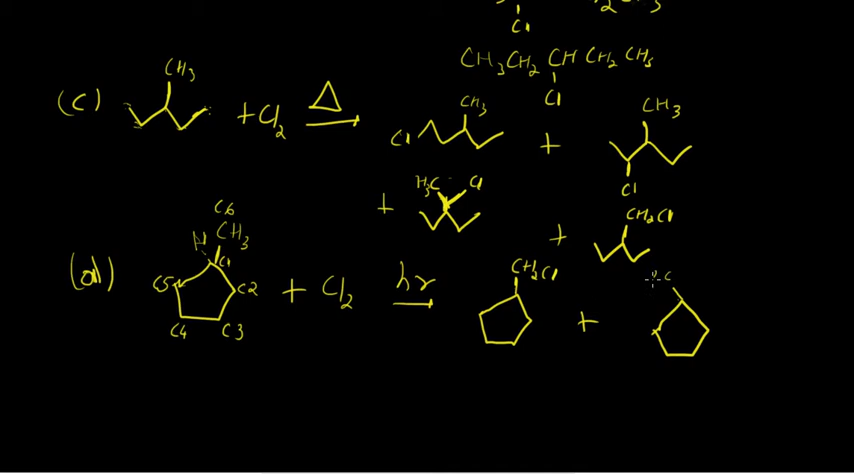 Cl
CH3CH2 CH CH2 CH3
Cl
(c) CH3 + Cl2 △ Cl CH3 + CH3 Cl
+ H3C Cl + CH2Cl
(d) C6 H CH3 C1 C2 C3 C4 C5 + Cl2 hν CH2Cl + C